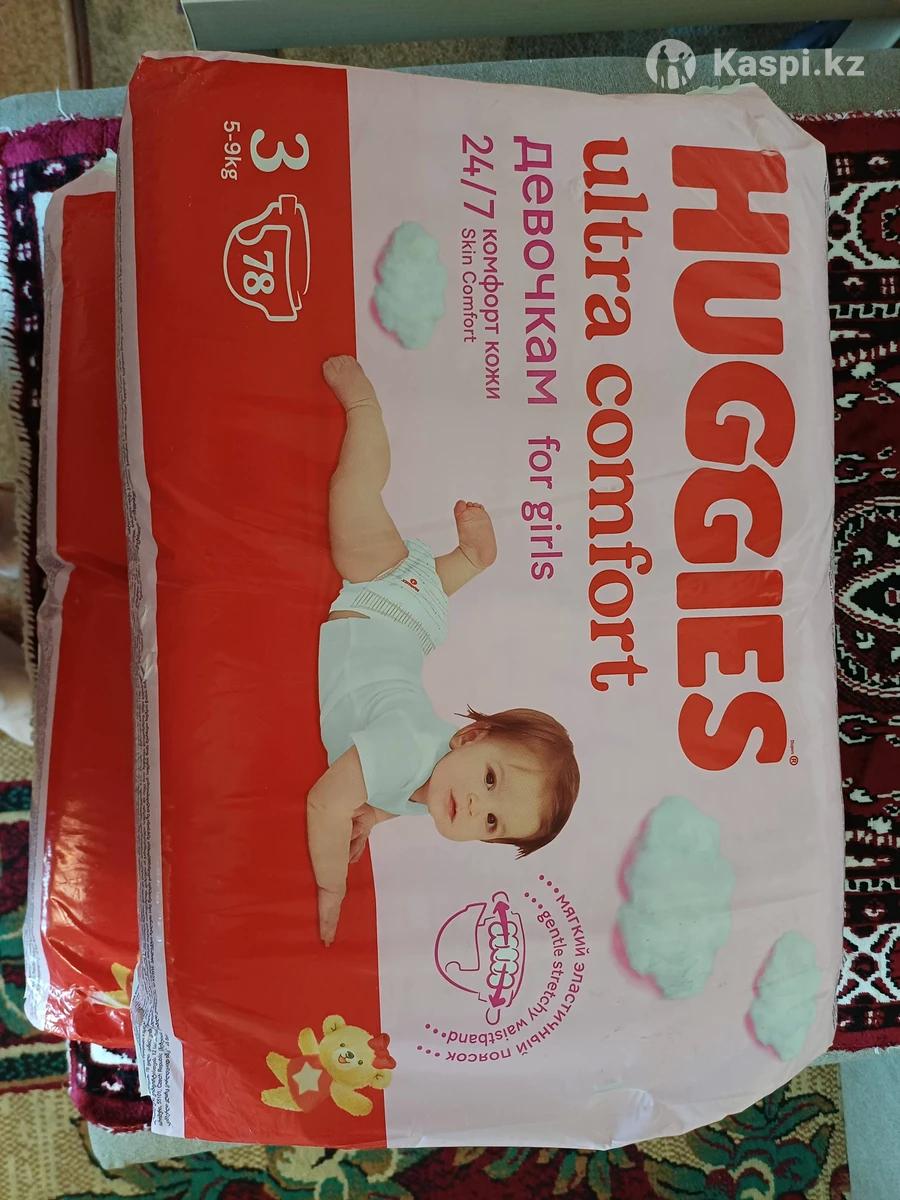 Kaspi.kz
HUGGIES®
ultra comfort
девочкам for girls
24/7 комфорт кожи
Skin Comfort
3
5-9kg
78
мягкий эластичный поясок
gentle stretchy waistband